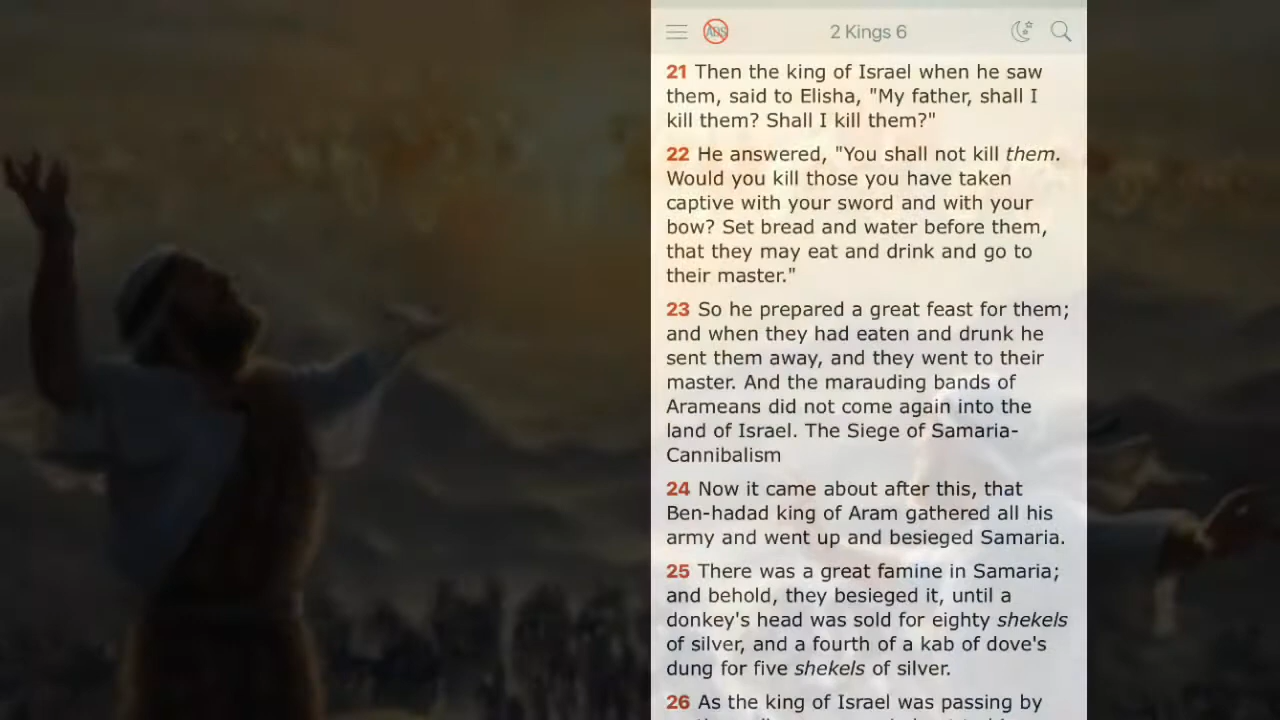 ADS
2 Kings 6
21 Then the king of Israel when he saw
them, said to Elisha, "My father, shall I
kill them? Shall I kill them?"
22 He answered, "You shall not kill them.
Would you kill those you have taken
captive with your sword and with your
bow? Set bread and water before them,
that they may eat and drink and go to
their master."
23 So he prepared a great feast for them;
and when they had eaten and drunk he
sent them away, and they went to their
master. And the marauding bands of
Arameans did not come again into the
land of Israel. The Siege of Samaria-
Cannibalism
24 Now it came about after this, that
Ben-hadad king of Aram gathered all his
army and went up and besieged Samaria.
25 There was a great famine in Samaria;
and behold, they besieged it, until a
donkey's head was sold for eighty shekels
of silver, and a fourth of a kab of dove's
dung for five shekels of silver.
26 As the king of Israel was passing by